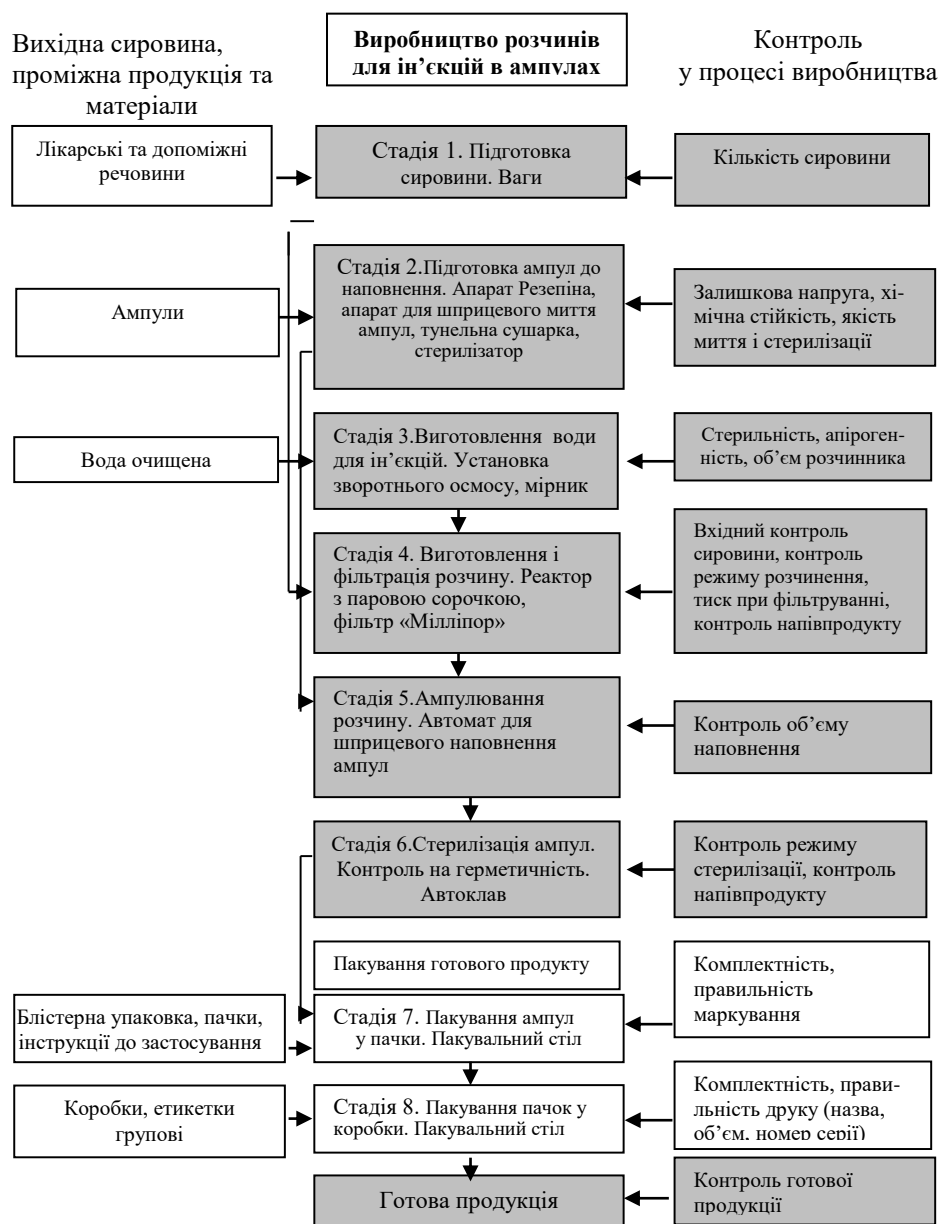 Вихідна сировина,
проміжна продукція та
матеріали
Виробництво розчинів
для ін’єкцій в ампулах
Контроль
у процесі виробництва
Лікарські та допоміжні
речовини
Стадія 1. Підготовка
сировини. Ваги
Кількість сировини
Ампули
Стадія 2.Підготовка ампул до
наповнення. Апарат Резепіна,
апарат для шприцевого миття
ампул, тунельна сушарка,
стерилізатор
Залишкова напруга, хі-
мічна стійкість, якість
миття і стерилізації
Вода очищена
Стадія 3.Виготовлення води
для ін’єкцій. Установка
зворотнього осмосу, мірник
Стерильність, апіроген-
ність, об’єм розчинника
Стадія 4. Виготовлення і
фільтрація розчину. Реактор
з паровою сорочкою,
фільтр «Мілліпор»
Вхідний контроль
сировини, контроль
режиму розчинення,
тиск при фільтруванні,
контроль напівпродукту
Стадія 5.Ампулювання
розчину. Автомат для
шприцевого наповнення
ампул
Контроль об’єму
наповнення
Стадія 6.Стерилізація ампул.
Контроль на герметичність.
Автоклав
Контроль режиму
стерилізації, контроль
напівпродукту
Пакування готового продукту
Комплектність,
правильність
маркування
Блістерна упаковка, пачки,
інструкції до застосування
Стадія 7. Пакування ампул
у пачки. Пакувальний стіл
Коробки, етикетки
групові
Стадія 8. Пакування пачок у
коробки. Пакувальний стіл
Комплектність, прави-
льність друку (назва,
об’єм, номер серії)
Готова продукція
Контроль готової
продукції